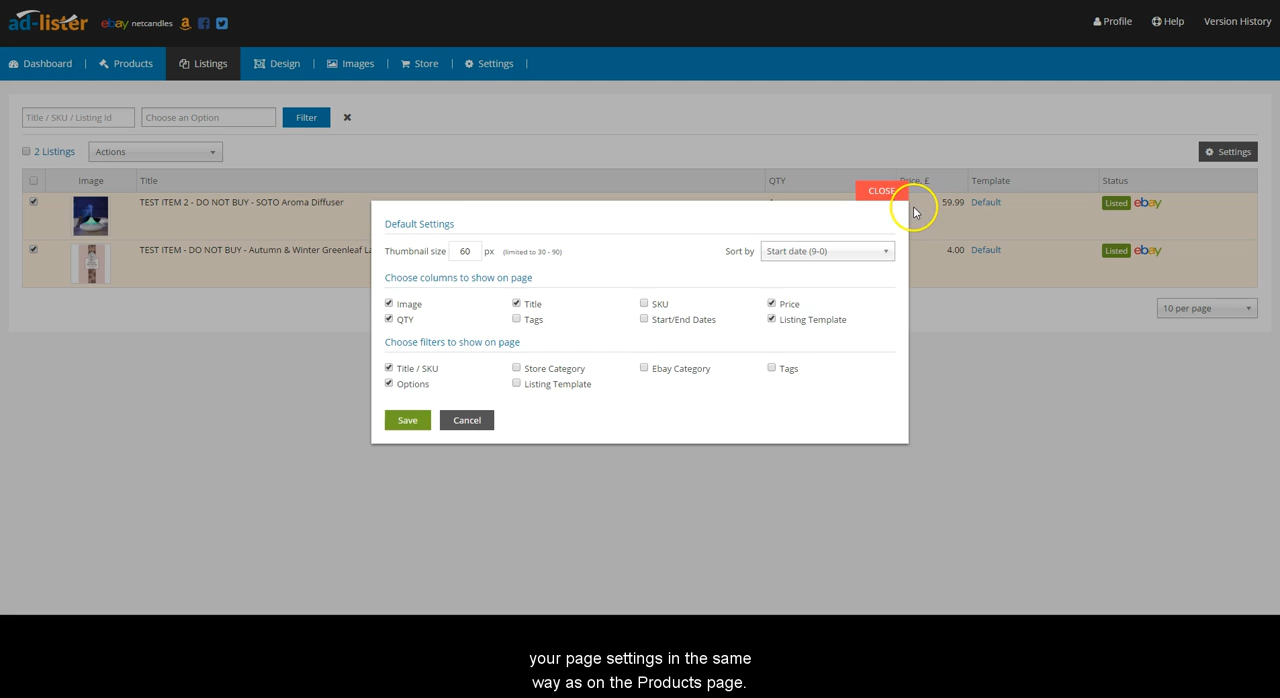 ad-lister ebay netcandles Profile Help Version History
Dashboard Products Listings Design Images Store Settings
Title / SKU / Listing Id Choose an Option Filter
2 Listings Actions Settings
Image Title QTY Price, £ Template Status
CLOSE
TEST ITEM 2 - DO NOT BUY - SOTO Aroma Diffuser 59.99 Default Listed ebay
Default Settings
TEST ITEM - DO NOT BUY - Autumn & Winter Greenleaf La 4.00 Default Listed ebay
Thumbnail size 60 px (limited to 30 - 90) Sort by Start date (9-0)
Choose columns to show on page
Image Title SKU Price
10 per page
QTY Tags Start/End Dates Listing Template
Choose filters to show on page
Title / SKU Store Category Ebay Category Tags
Options Listing Template
Save Cancel
your page settings in the same
way as on the Products page.